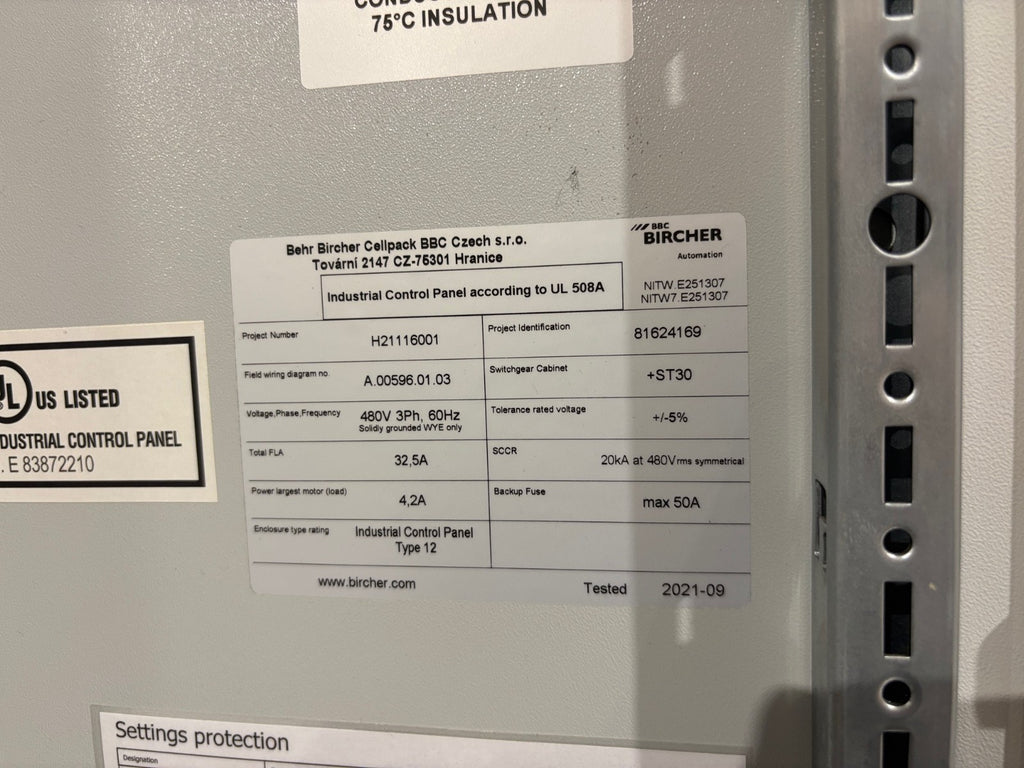 75°C INSULATION
Behr Bircher Cellpack BBC Czech s.r.o.
Tovární 2147 CZ-75301 Hranice
BBC
BIRCHER
Automation
Industrial Control Panel according to UL 508A
NITW.E251307
NITW7.E251307
Project Number
H21116001
Project Identification
81624169
Field wiring diagram no.
A.00596.01.03
Switchgear Cabinet
+ST30
Voltage,Phase,Frequency
480V 3Ph, 60Hz
Solidly grounded WYE only
Tolerance rated voltage
+/-5%
Total FLA
32,5A
SCCR
20kA at 480Vrms symmetrical
Power largest motor (load)
4,2A
Backup Fuse
max 50A
Enclosure type rating
Industrial Control Panel
Type 12
www.bircher.com
Tested
2021-09
UL US LISTED
DUSTRIAL CONTROL PANEL
. E 83872210
Settings protection
Designation